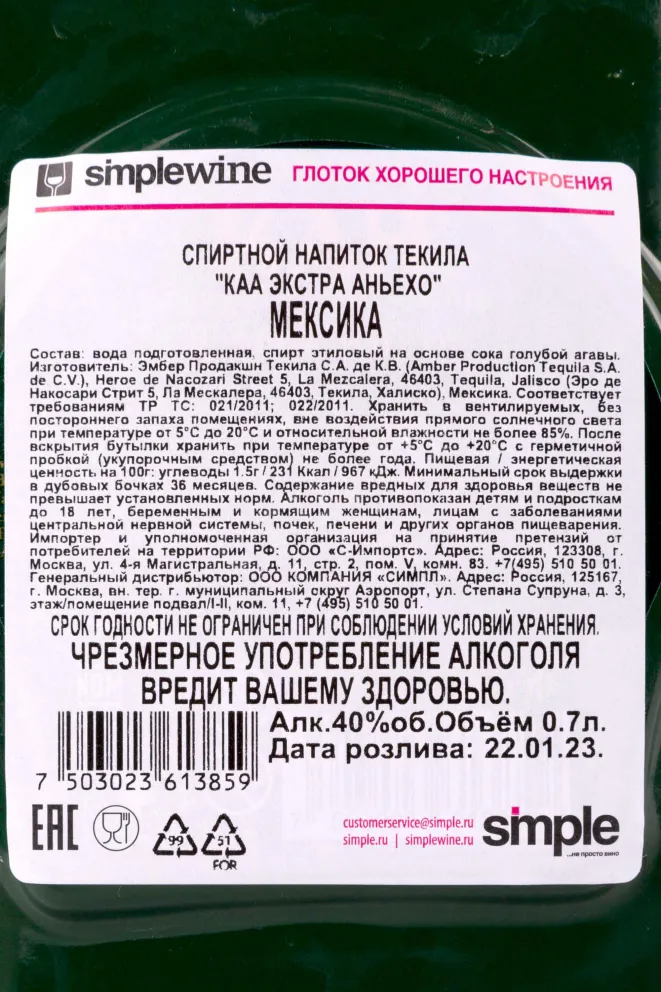 simplewine ГЛОТОК ХОРОШЕГО НАСТРОЕНИЯ
СПИРТНОЙ НАПИТОК ТЕКИЛА
"КАА ЭКСТРА АНЬЕХО"
МЕКСИКА
Состав: вода подготовленная, спирт этиловый на основе сока голубой агавы.
Изготовитель: Эмбер Продакшн Текила С.А. де К.В. (Amber Production Tequila S.A.
de C.V.), Heroe de Nacozari Street 5, La Mezcalera, 46403, Tequila, Jalisco (Эро де
Накосари Стрит 5, Ла Мескалера, 46403, Текила, Халиско), Мексика. Соответствует
требованиям ТР ТС: 021/2011; 022/2011. Хранить в вентилируемых, без
постороннего запаха помещениях, вне воздействия прямого солнечного света
при температуре от 5°С до 20°С и относительной влажности не более 85%. После
вскрытия бутылки хранить при температуре от +5°С до +20°С с герметичной
пробкой (укупорочным средством) не более года. Пищевая / энергетическая
ценность на 100г: углеводы 1.5г / 231 Ккал / 967 кДж. Минимальный срок выдержки
в дубовых бочках 36 месяцев. Содержание вредных для здоровья веществ не
превышает установленных норм. Алкоголь противопоказан детям и подросткам
до 18 лет, беременным и кормящим женщинам, лицам с заболеваниями
центральной нервной системы, почек, печени и других органов пищеварения.
Импортер и уполномоченная организация на принятие претензий от
потребителей на территории РФ: ООО «С-Импортс». Адрес: Россия, 123308, г.
Москва, ул. 4-я Магистральная, д. 11, стр. 2, пом. V, комн. 83. +7(495) 510 50 01.
Генеральный дистрибьютор: ООО КОМПАНИЯ «СИМПЛ». Адрес: Россия, 125167,
г. Москва, вн. тер. г. муниципальный округ Аэропорт, ул. Степана Супруна, д. 3,
этаж/помещение подвал/I-II, ком. 11, +7 (495) 510 50 01.
СРОК ГОДНОСТИ НЕ ОГРАНИЧЕН ПРИ СОБЛЮДЕНИИ УСЛОВИЙ ХРАНЕНИЯ.
ЧРЕЗМЕРНОЕ УПОТРЕБЛЕНИЕ АЛКОГОЛЯ
ВРЕДИТ ВАШЕМУ ЗДОРОВЬЮ.
Алк.40%об.Объём 0.7л.
Дата розлива: 22.01.23.
7 503023 613859
EAC 99 51
FOR
customerservice@simple.ru
simple.ru | simplewine.ru
simple
...не просто вино